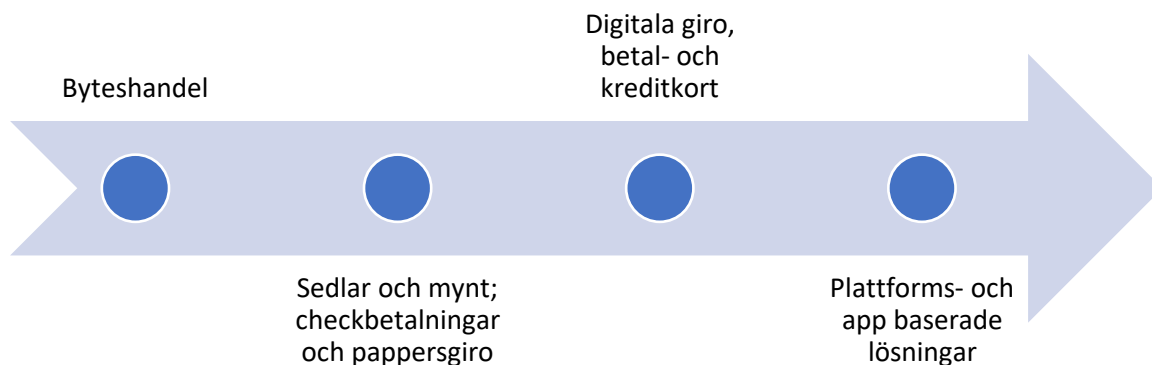 Byteshandel
Sedlar och mynt;
checkbetalningar
och pappersgiro
Digitala giro,
betal- och
kreditkort
Plattforms- och
app baserade
lösningar